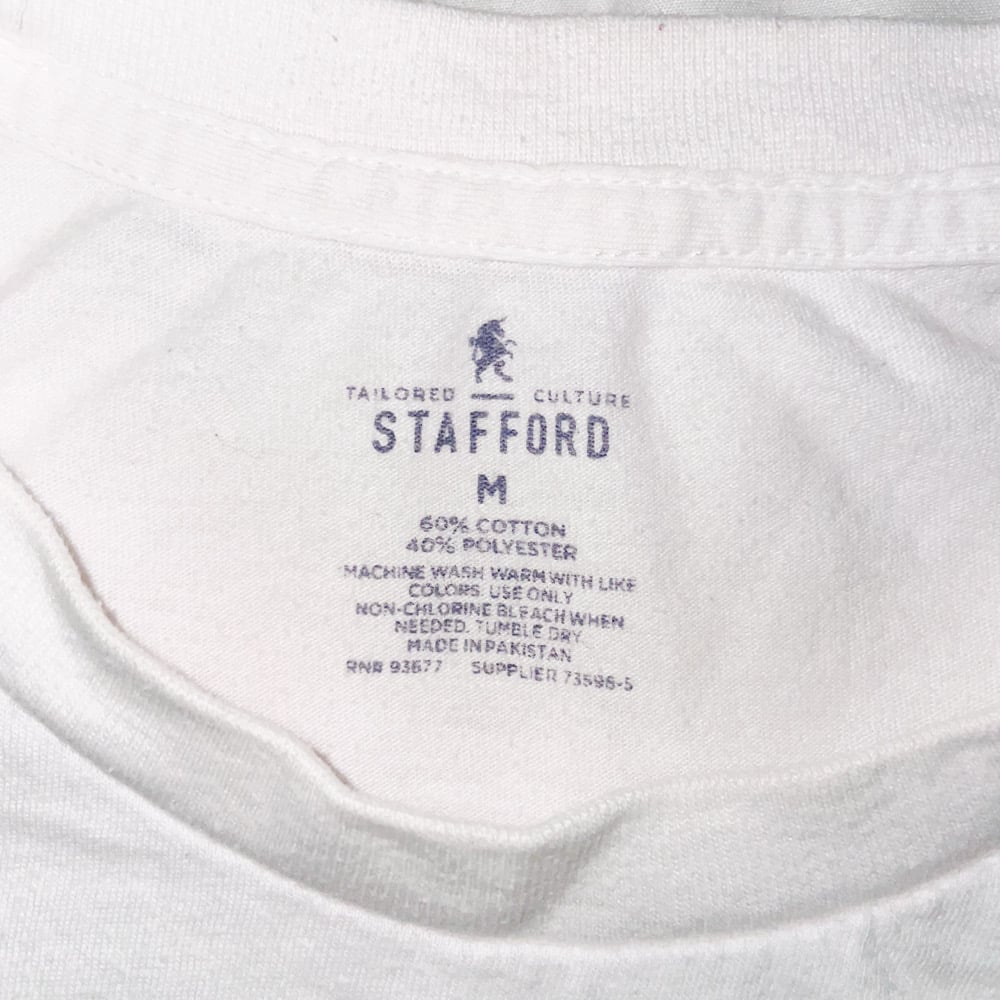 TAILORED — CULTURE
STAFFORD
M
60% COTTON
40% POLYESTER
MACHINE WASH WARM WITH LIKE
COLORS. USE ONLY
NON-CHLORINE BLEACH WHEN
NEEDED. TUMBLE DRY.
MADE IN PAKISTAN
RN# 93677 SUPPLIER 73596-5